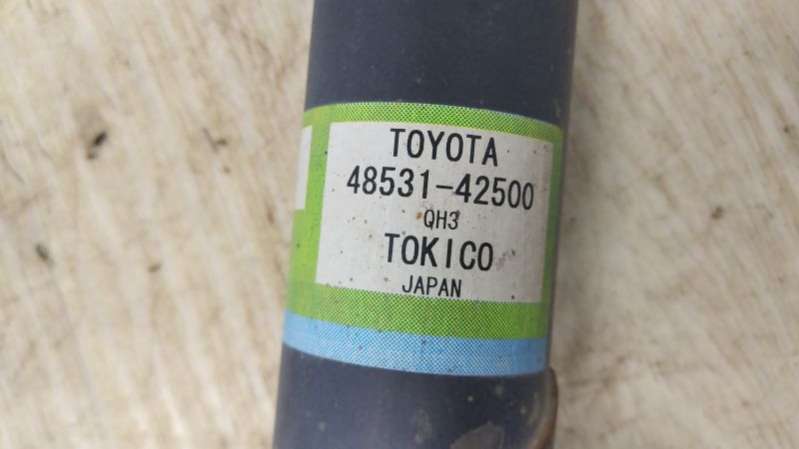 TOYOTA
48531-42500
QH3
TOKICO
JAPAN